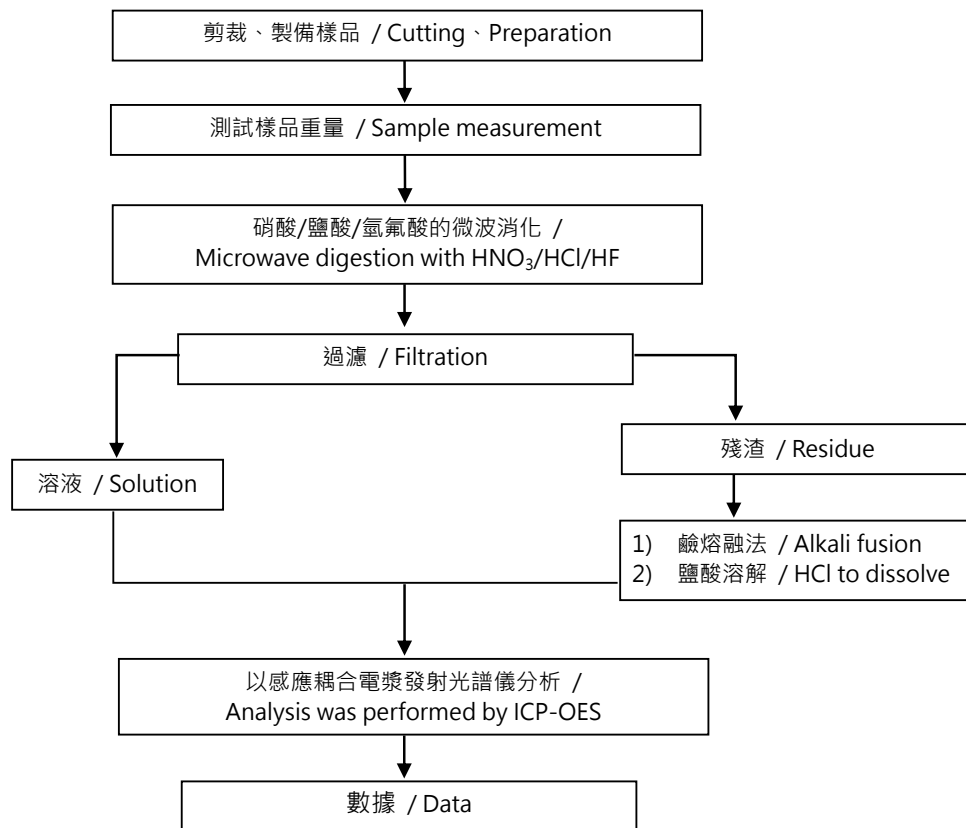 剪裁、製備樣品 / Cutting、Preparation
測試樣品重量 / Sample measurement
硝酸/鹽酸/氫氟酸的微波消化 /
Microwave digestion with HNO₃/HCl/HF
過濾 / Filtration
溶液 / Solution
殘渣 / Residue
1) 鹼熔融法 / Alkali fusion
2) 鹽酸溶解 / HCl to dissolve
以感應耦合電漿發射光譜儀分析 /
Analysis was performed by ICP-OES
數據 / Data